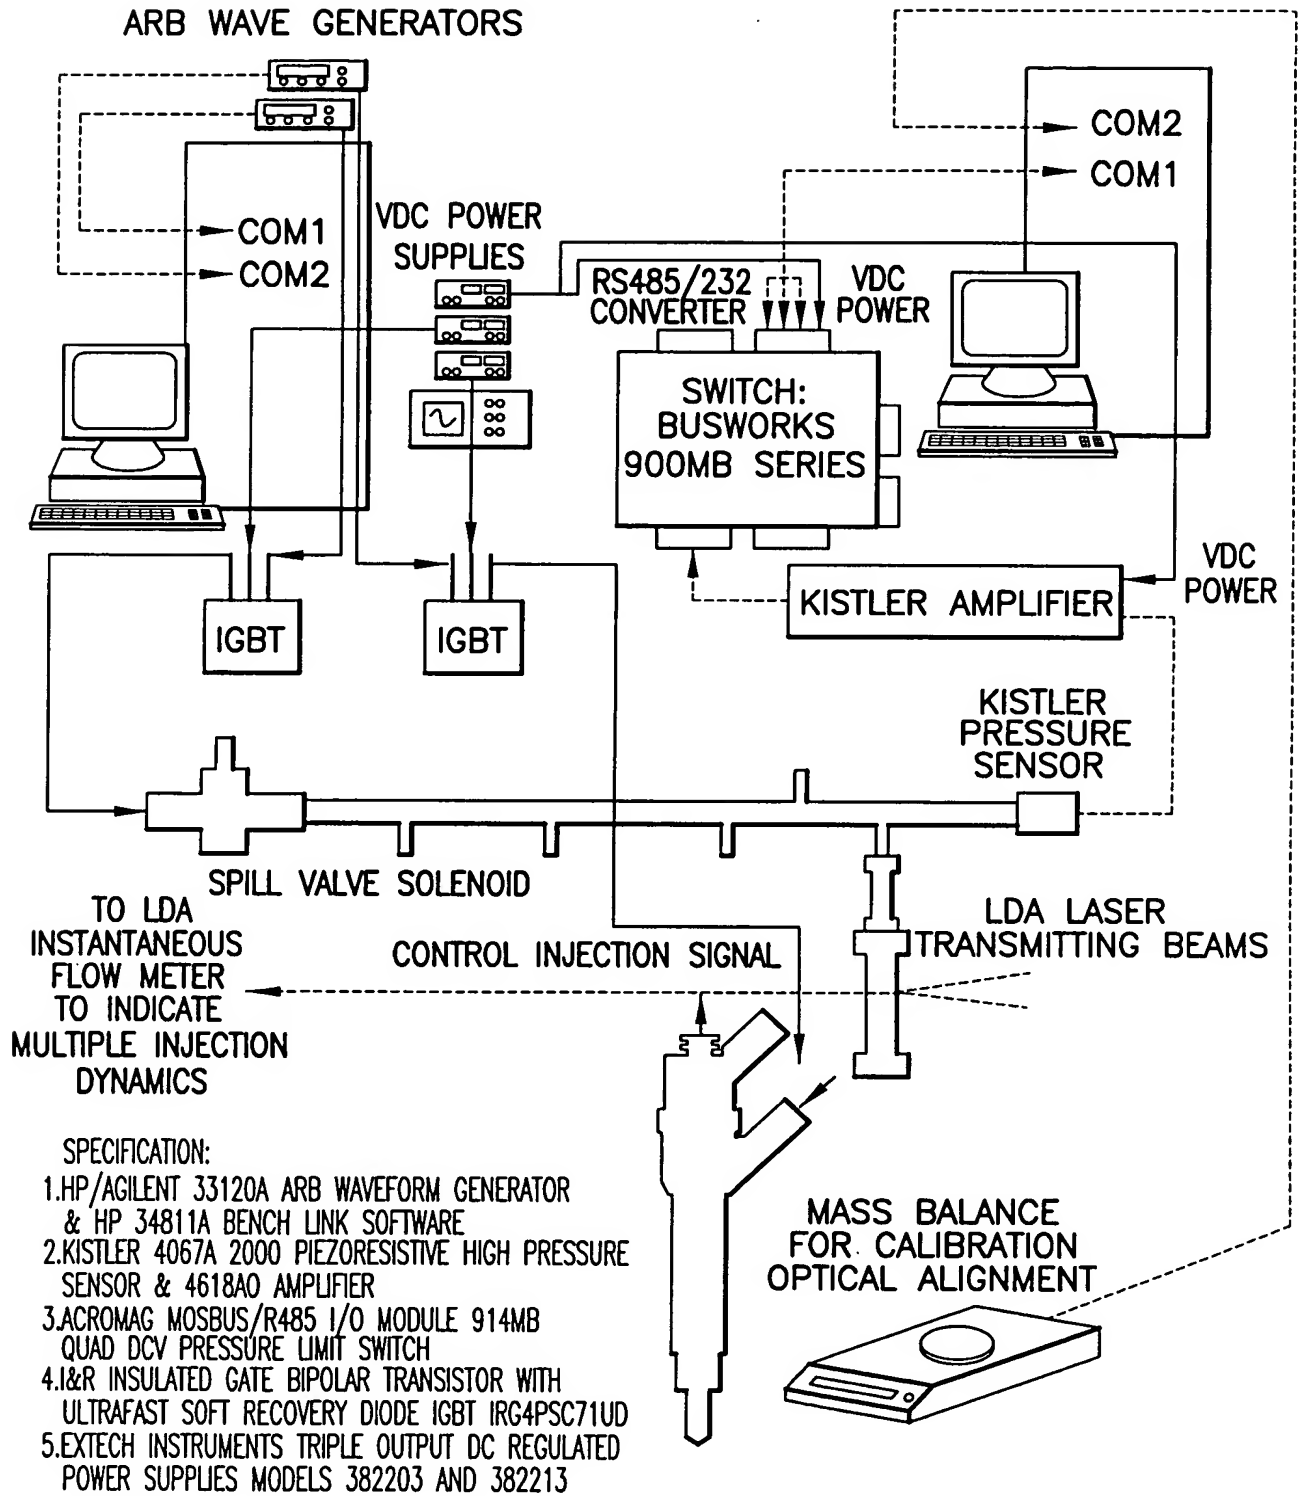 ARB WAVE GENERATORS
COM1
COM2
VDC POWER
SUPPLIES
COM2
COM1
RS485/232
CONVERTER
VDC
POWER
SWITCH:
BUSWORKS
900MB SERIES
IGBT
IGBT
KISTLER AMPLIFIER
VDC
POWER
KISTLER
PRESSURE
SENSOR
SPILL VALVE SOLENOID
TO LDA
INSTANTANEOUS
FLOW METER
TO INDICATE
MULTIPLE INJECTION
DYNAMICS
CONTROL INJECTION SIGNAL
LDA LASER
TRANSMITTING BEAMS
SPECIFICATION:
1.HP/AGILENT 33120A ARB WAVEFORM GENERATOR
& HP 34811A BENCH LINK SOFTWARE
2.KISTLER 4067A 2000 PIEZORESISTIVE HIGH PRESSURE
SENSOR & 4618A0 AMPLIFIER
3.ACROMAG MOSBUS/R485 I/O MODULE 914MB
QUAD DCV PRESSURE LIMIT SWITCH
4.I&R INSULATED GATE BIPOLAR TRANSISTOR WITH
ULTRAFAST SOFT RECOVERY DIODE IGBT IRG4PSC71UD
5.EXTECH INSTRUMENTS TRIPLE OUTPUT DC REGULATED
POWER SUPPLIES MODELS 382203 AND 382213
MASS BALANCE
FOR CALIBRATION
OPTICAL ALIGNMENT